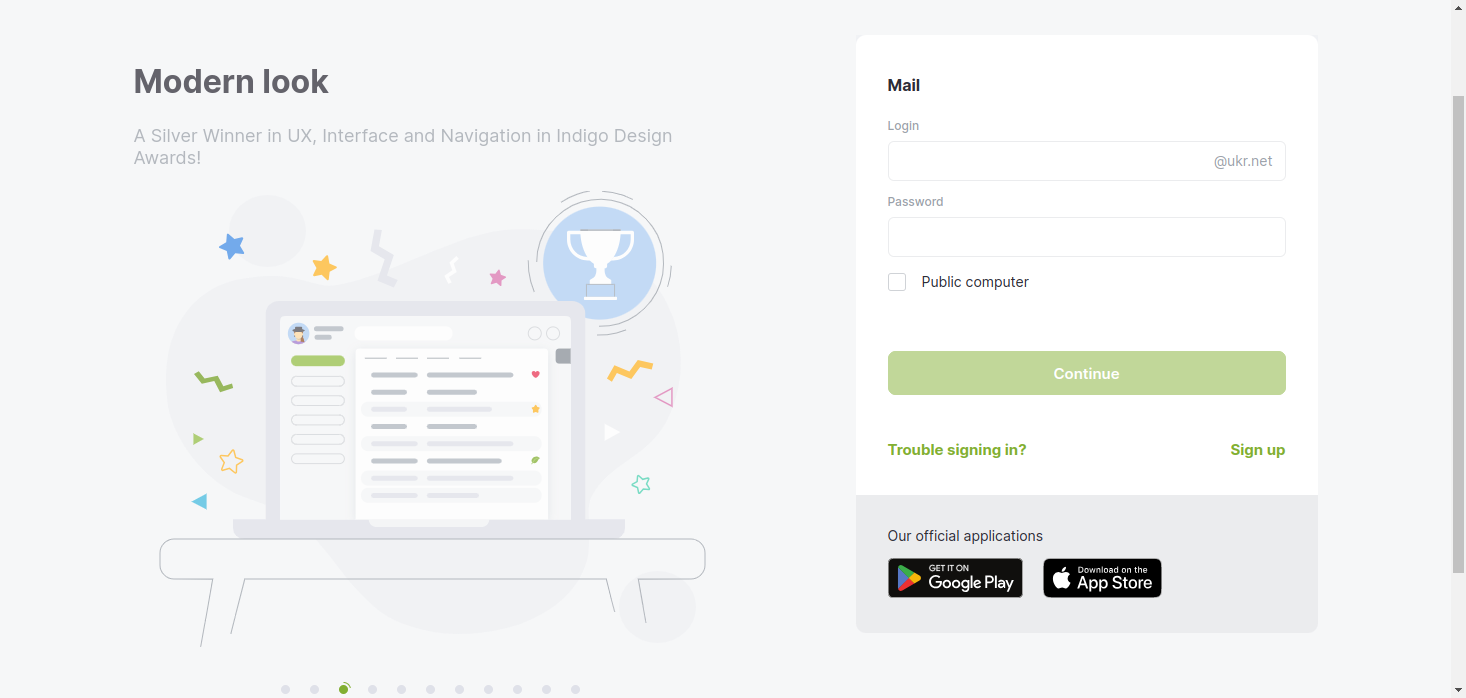 Modern look
A Silver Winner in UX, Interface and Navigation in Indigo Design
Awards!
Mail
Login
@ukr.net
Password
Public computer
Continue
Trouble signing in?
Sign up
Our official applications
GET IT ON
Google Play
Download on the
App Store